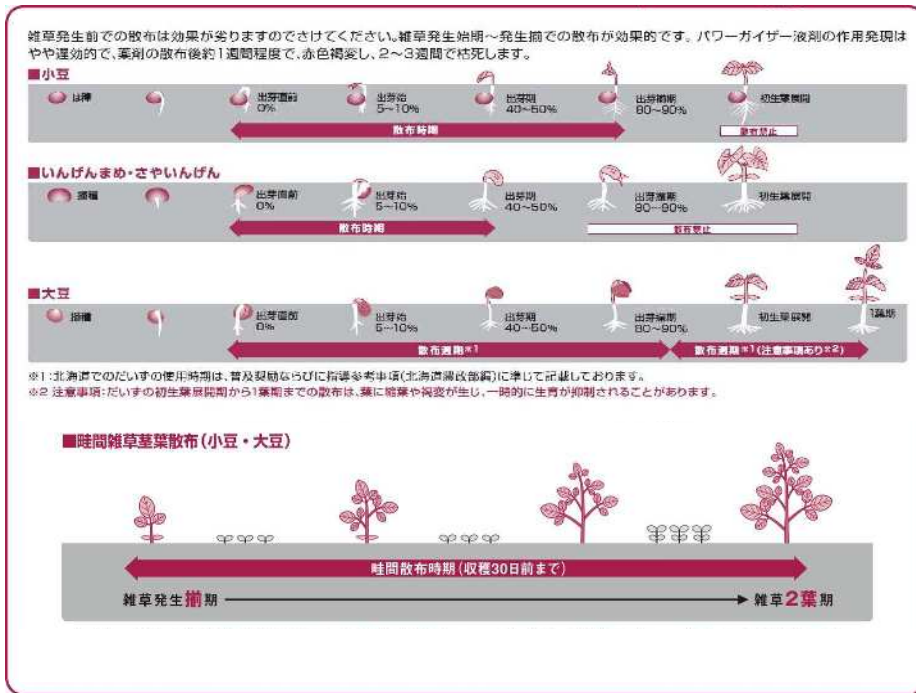 雑草発生前での散布は効果が劣りますのでさけてください。雑草発生始期～発生揃での散布が効果的です。パワーガイザー液剤の作用発現は
やや遅効的で、薬剤の散布後約1週間程度で、赤色褐変し、2～3週間で枯死します。
■小豆
は種
出芽直前
0%
出芽始
5～10%
出芽期
40～50%
出芽揃期
80～90%
初生葉展開
散布時期
散布禁止
■いんげんまめ・さやいんげん
播種
出芽直前
0%
出芽始
5～10%
出芽期
40～50%
出芽揃期
80～90%
初生葉展開
散布時期
散布禁止
■大豆
播種
出芽直前
0%
出芽始
5～10%
出芽期
40～50%
出芽揃期
80～90%
初生葉展開
1葉期
散布適期※1
散布適期※1(注意事項あり※2)
※1:北海道でのだいずの使用時期は、普及奨励ならびに指導参考事項(北海道農政部編)に準じて記載しております。
※2 注意事項:だいずの初生葉展開期から1葉期までの散布は、葉に縮葉や褐変が生じ、一時的に生育が抑制されることがあります。
■畦間雑草茎葉散布(小豆・大豆)
畦間散布時期(収穫30日前まで)
雑草発生揃期
雑草2葉期